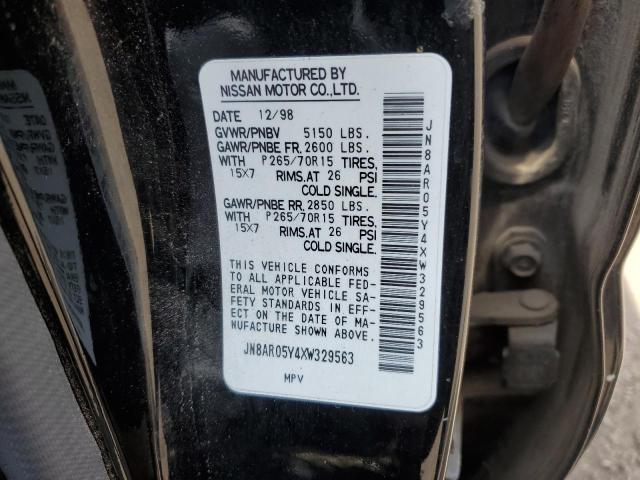 MANUFACTURED BY
NISSAN MOTOR CO.,LTD.
DATE 12/98
GVWR/PNBV 5150 LBS.
GAWR/PNBE FR. 2600 LBS.
WITH P265/70R15 TIRES,
15X7 RIMS.AT 26 PSI
COLD SINGLE.
GAWR/PNBE RR. 2850 LBS.
WITH P265/70R15 TIRES,
15X7 RIMS.AT 26 PSI
COLD SINGLE.
THIS VEHICLE CONFORMS
TO ALL APPLICABLE FED-
ERAL MOTOR VEHICLE SA-
FETY STANDARDS IN EFF-
ECT ON THE DATE OF MA-
NUFACTURE SHOWN ABOVE.
JN8AR05Y4XW329563
MPV
JN8AR05Y4XW329563